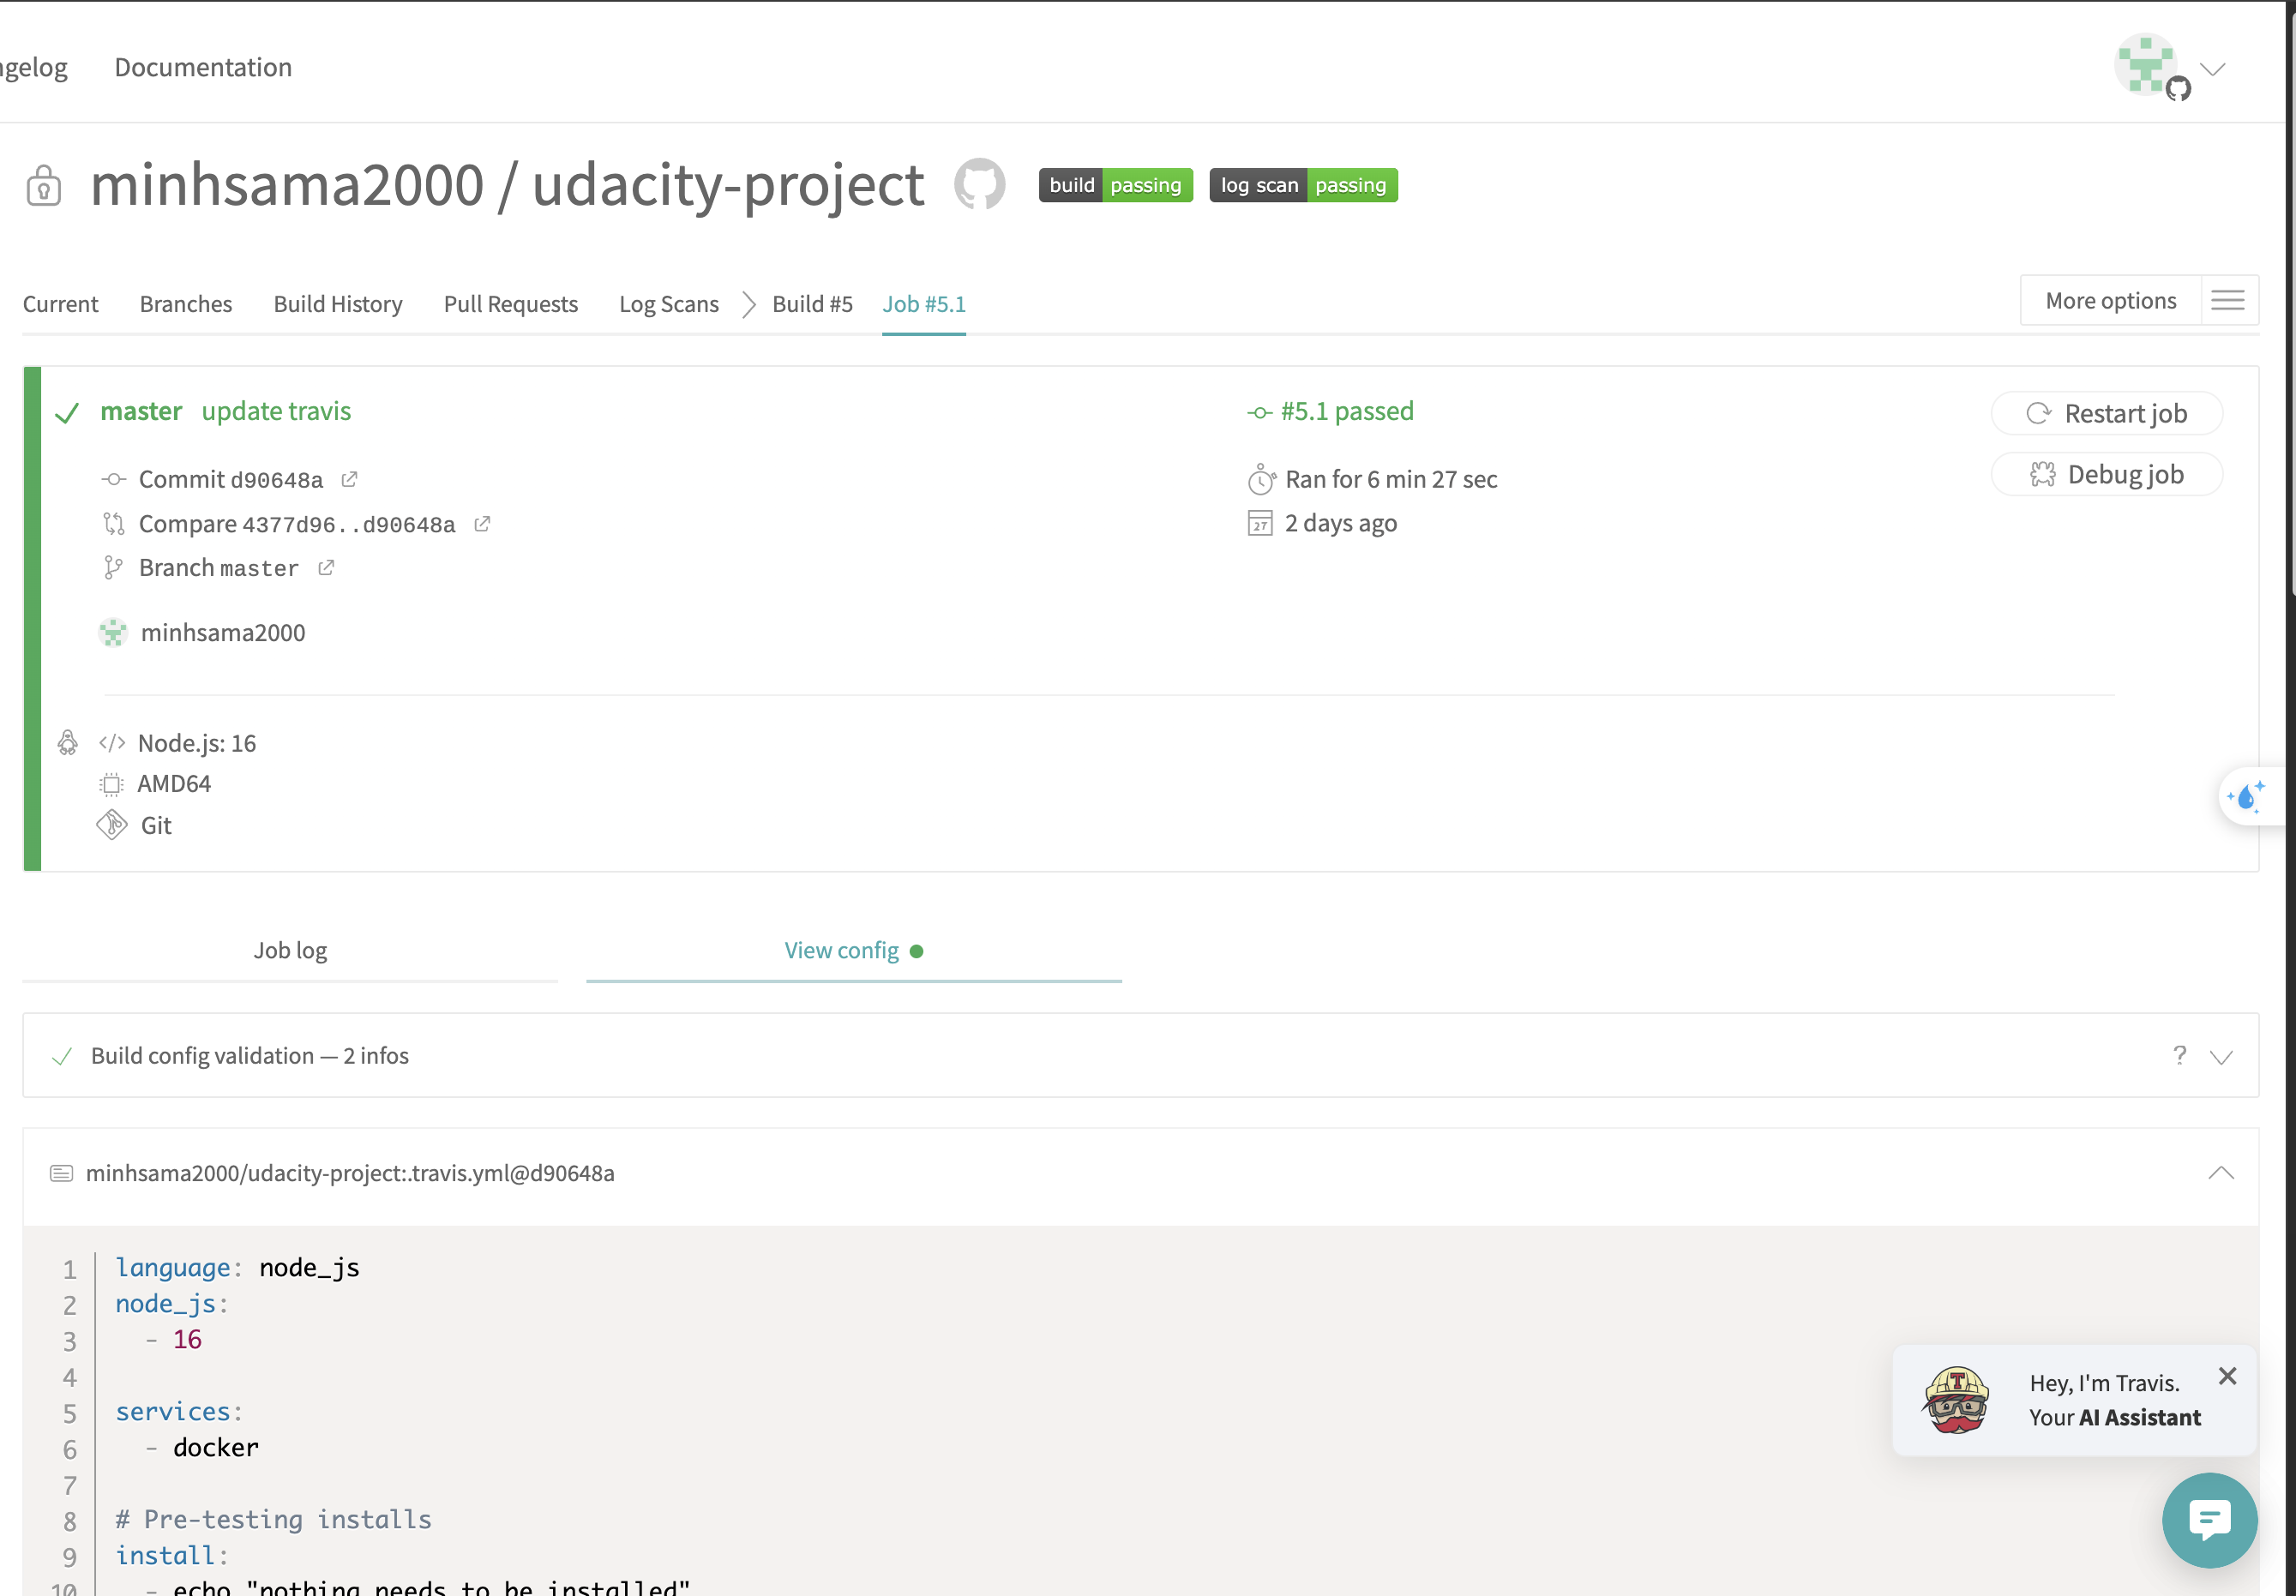 ngelog Documentation
minhsama2000 / udacity-project build passing log scan passing
Current Branches Build History Pull Requests Log Scans Build #5 Job #5.1 More options
master update travis
Commit d90648a
Compare 4377d96..d90648a
Branch master
minhsama2000
#5.1 passed
Ran for 6 min 27 sec
27 2 days ago
Restart job
Debug job
</> Node.js: 16
AMD64
Git
Job log View config
Build config validation — 2 infos ?
minhsama2000/udacity-project:.travis.yml@d90648a
1 language: node_js
2 node_js:
3 - 16
4
5 services:
6 - docker
7
8 # Pre-testing installs
9 install:
10 - echo "nothing needs to be installed"
Hey, I'm Travis.
Your AI Assistant